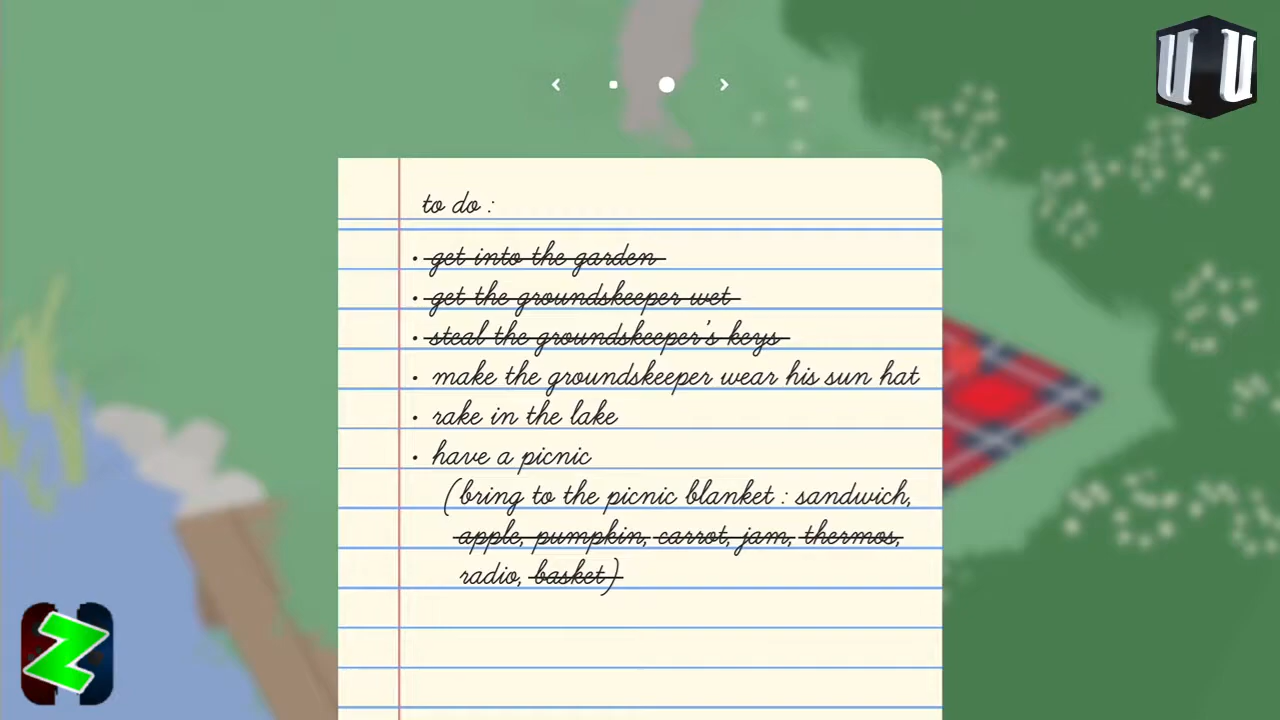 to do :
• get into the garden
• get the groundskeeper wet
• steal the groundskeeper's keys
• make the groundskeeper wear his sun hat
• rake in the lake
• have a picnic
(bring to the picnic blanket : sandwich,
apple, pumpkin, carrot, jam, thermos,
radio, basket)
U U
Z